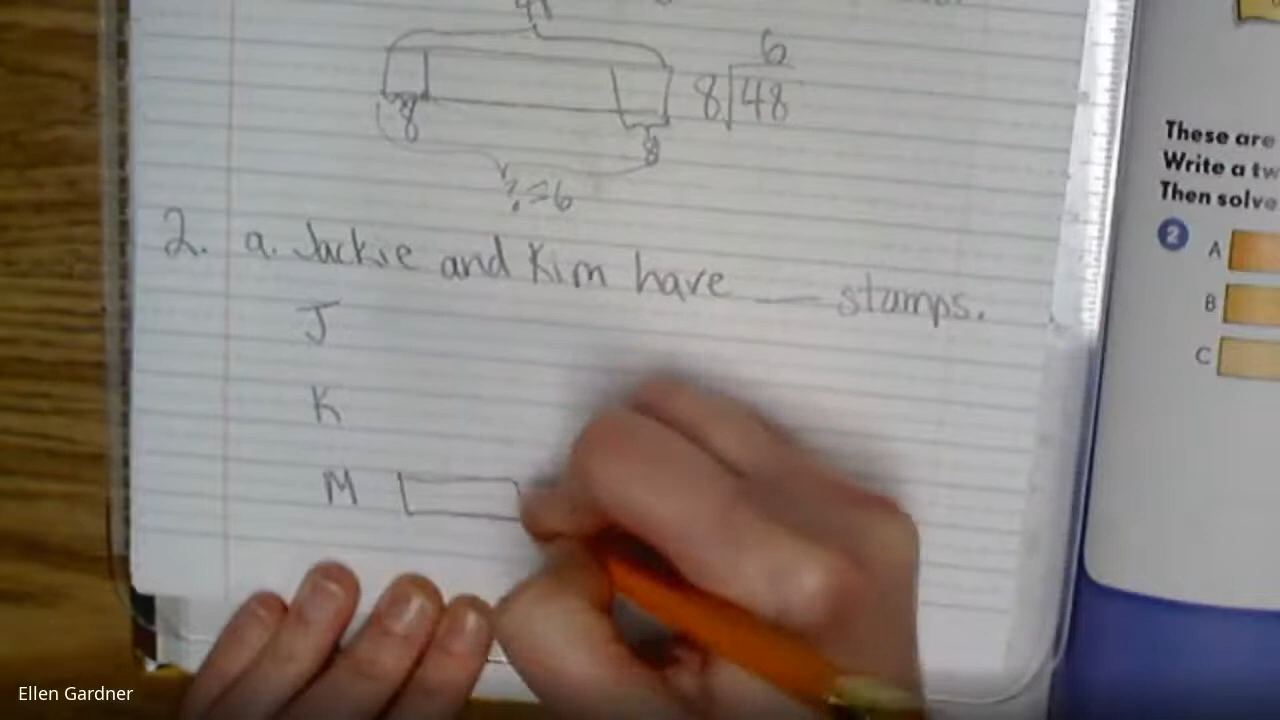 6
8 48
8
8
? = 6
2. a. Jackie and Kim have __ stamps.
J
K
M
These are
Write a
Then solve
2 A
B
C
Ellen Gardner